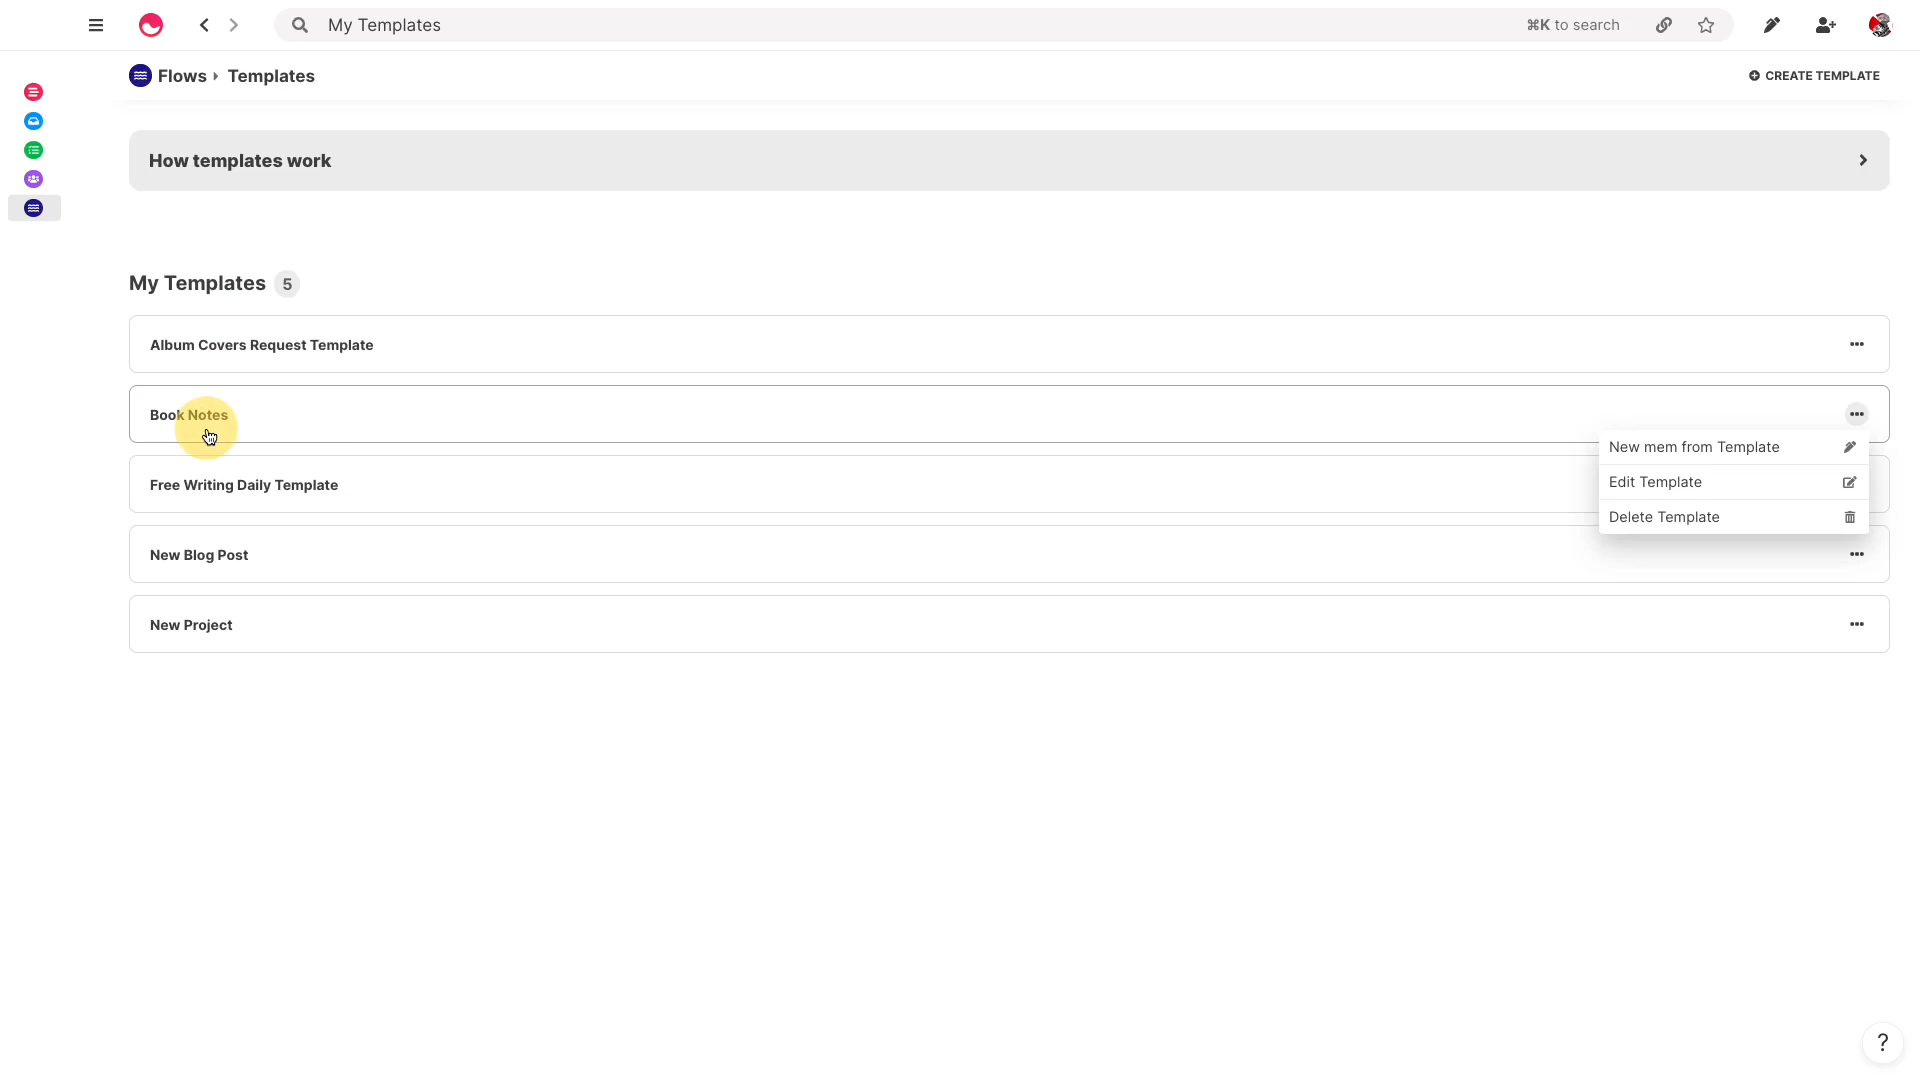 My Templates
⌘K to search
Flows › Templates
CREATE TEMPLATE
How templates work
My Templates 5
Album Covers Request Template
Book Notes
New mem from Template
Edit Template
Free Writing Daily Template
Delete Template
New Blog Post
New Project
?